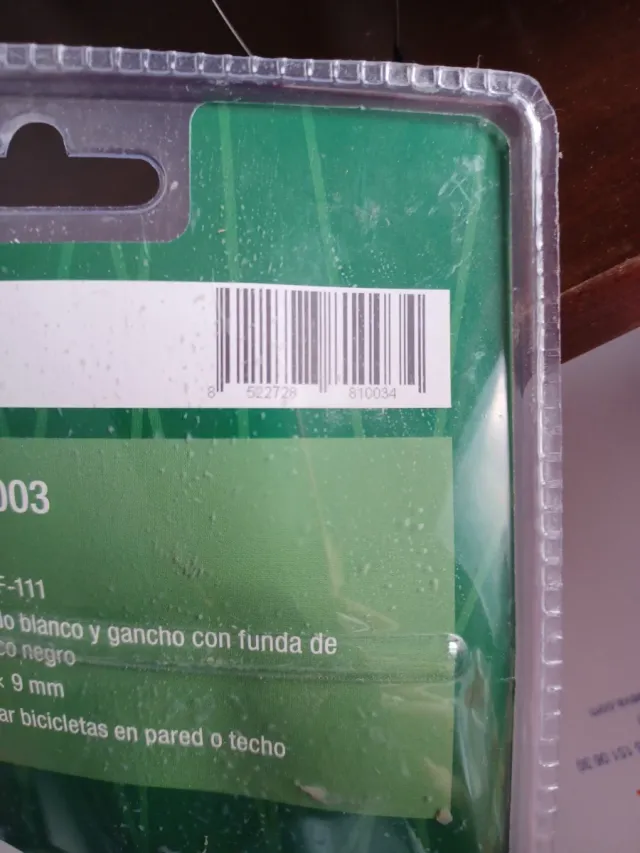 8 522728 810034
003
F-111
do blanco y gancho con funda de
co negro
x 9 mm
ar bicicletas en pared o techo